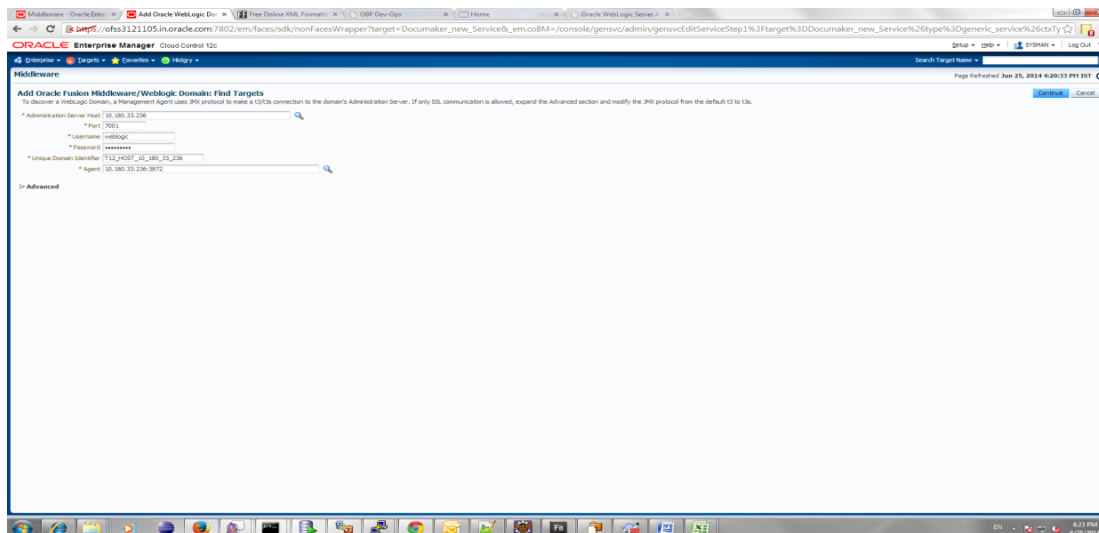 Middleware - Oracle Ente
Add Oracle WebLogic Do
Free Online XML Formatt
OBP Dev-Ops
Home
Oracle WebLogic Server A
https://ofss3121105.in.oracle.com:7802/em/faces/sdk/nonFacesWrapper?target=Documaker_new_Service&_em.coBM=/console/gensvc/admin/gensvcEditServiceStep1%3Ftarget%3DDocumaker_new_Service%26type%3Dgeneric_service%26ctxTy
ORACLE Enterprise Manager Cloud Control 12c
Setup Help SYSMAN Log Out
Enterprise Targets Favorites History
Search Target Name
Middleware
Page Refreshed Jun 25, 2014 4:20:33 PM IST
Add Oracle Fusion Middleware/Weblogic Domain: Find Targets
Continue Cancel
To discover a WebLogic Domain, a Management Agent uses JMX protocol to make a t3/t3s connection to the domain's Administration Server. If only SSL communication is allowed, expand the Advanced section and modify the JMX protocol from the default t3 to t3s.
* Administration Server Host 10.180.33.236
* Port 7001
* Username weblogic
* Password •••••••••
* Unique Domain Identifier T12_HOST_10_180_33_236
* Agent 10.180.33.236:3872
Advanced
FB
EN
4:23 PM